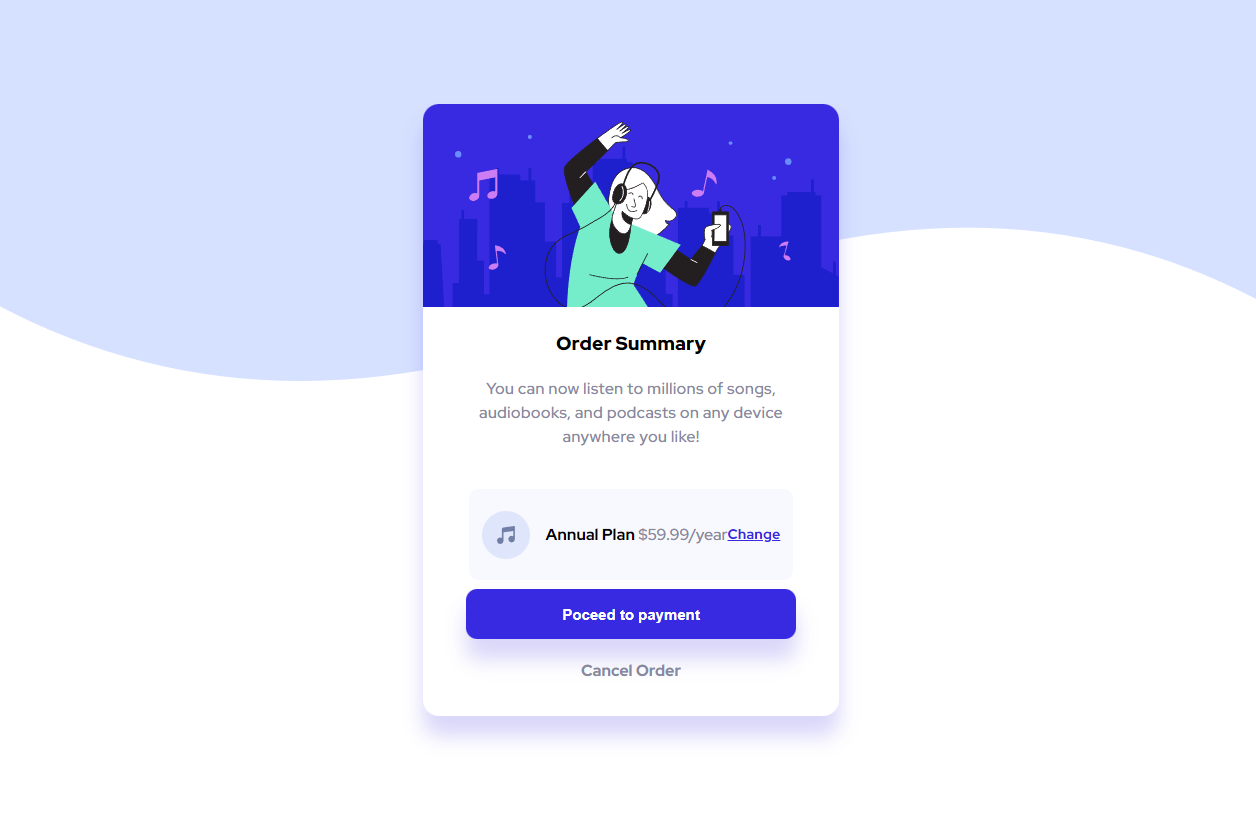 Order Summary
You can now listen to millions of songs,
audiobooks, and podcasts on any device
anywhere you like!
Annual Plan $59.99/yearChange
Poceed to payment
Cancel Order